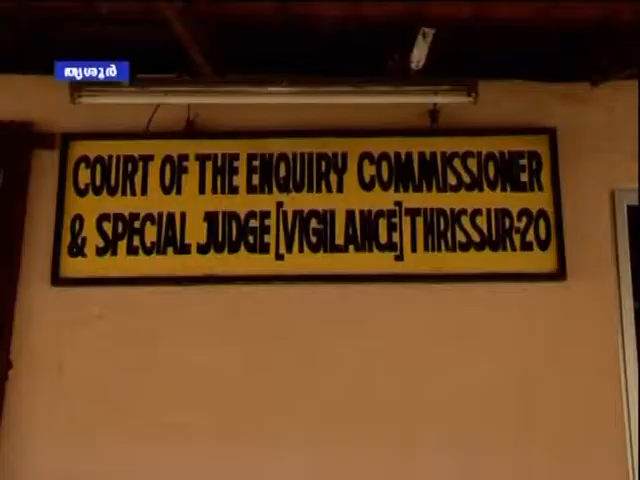 തൃശൂർ
COURT OF THE ENQUIRY COMMISSIONER
& SPECIAL JUDGE [VIGILANCE] THRISSUR-20